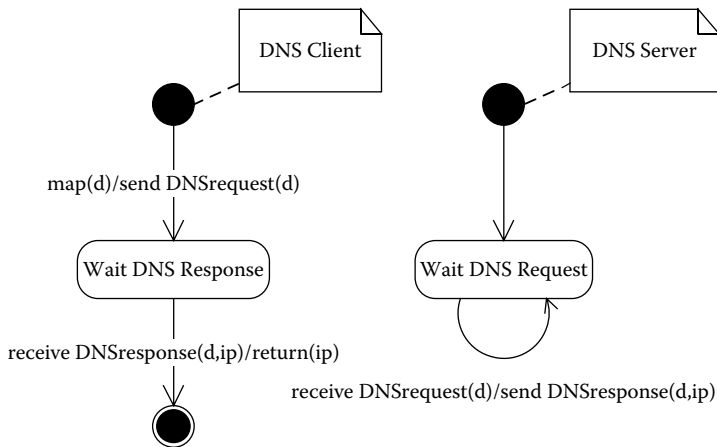 DNS Client
map(d)/send DNSrequest(d)
Wait DNS Response
receive DNSresponse(d,ip)/return(ip)
DNS Server
Wait DNS Request
receive DNSrequest(d)/send DNSresponse(d,ip)